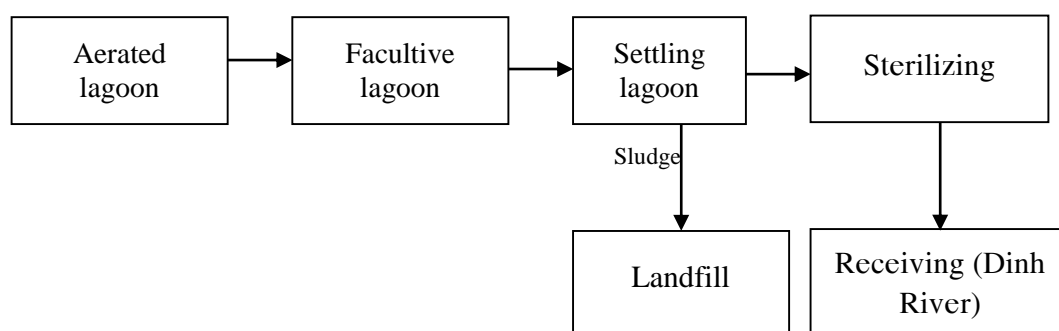 Aerated
lagoon
Facultive
lagoon
Settling
lagoon
Sterilizing
Sludge
Landfill
Receiving (Dinh
River)